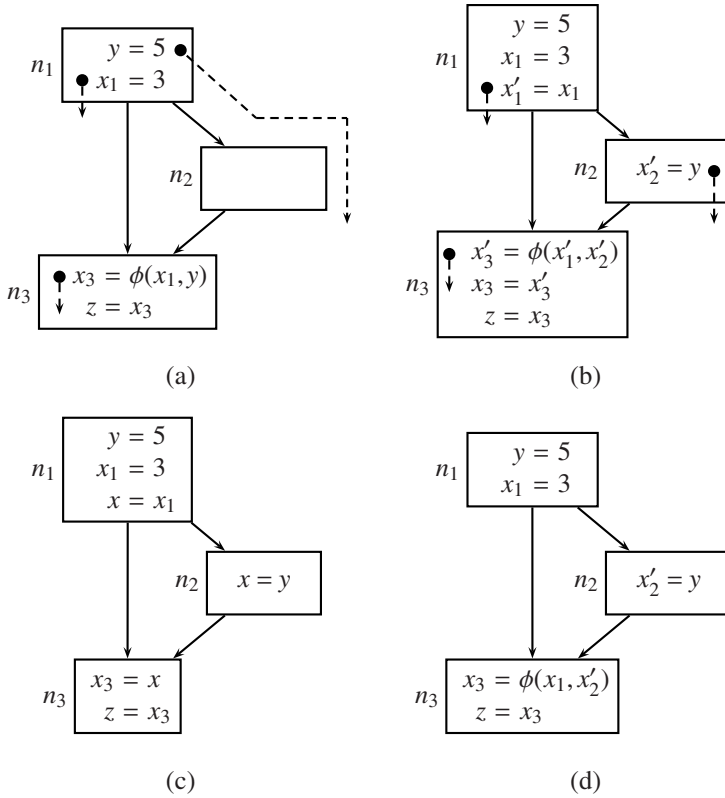 n₁
y = 5
x₁ = 3
n₂
n₃
x₃ = ϕ(x₁, y)
z = x₃
(a)
n₁
y = 5
x₁ = 3
x′₁ = x₁
n₂
x′₂ = y
n₃
x′₃ = ϕ(x′₁, x′₂)
x₃ = x′₃
z = x₃
(b)
n₁
y = 5
x₁ = 3
x = x₁
n₂
x = y
n₃
x₃ = x
z = x₃
(c)
n₁
y = 5
x₁ = 3
n₂
x′₂ = y
n₃
x₃ = ϕ(x₁, x′₂)
z = x₃
(d)